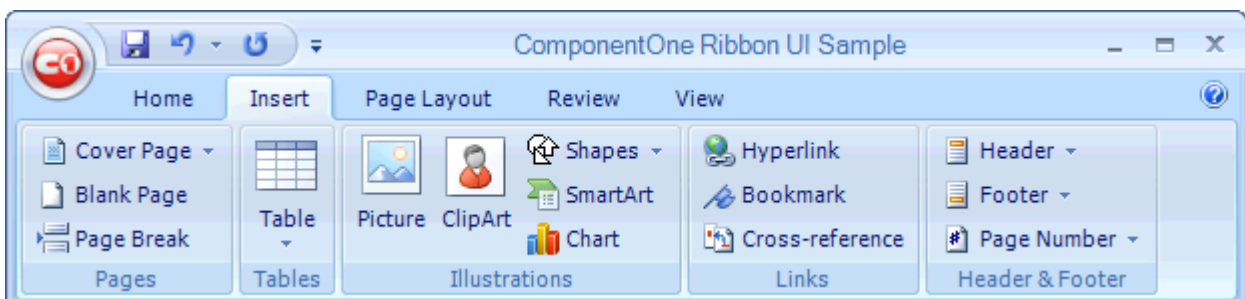 ComponentOne Ribbon UI Sample
C1
Home Insert Page Layout Review View
Cover Page
Blank Page
Page Break
Pages
Table
Tables
Picture ClipArt
Shapes
SmartArt
Chart
Illustrations
Hyperlink
Bookmark
Cross-reference
Links
Header
Footer
# Page Number
Header & Footer